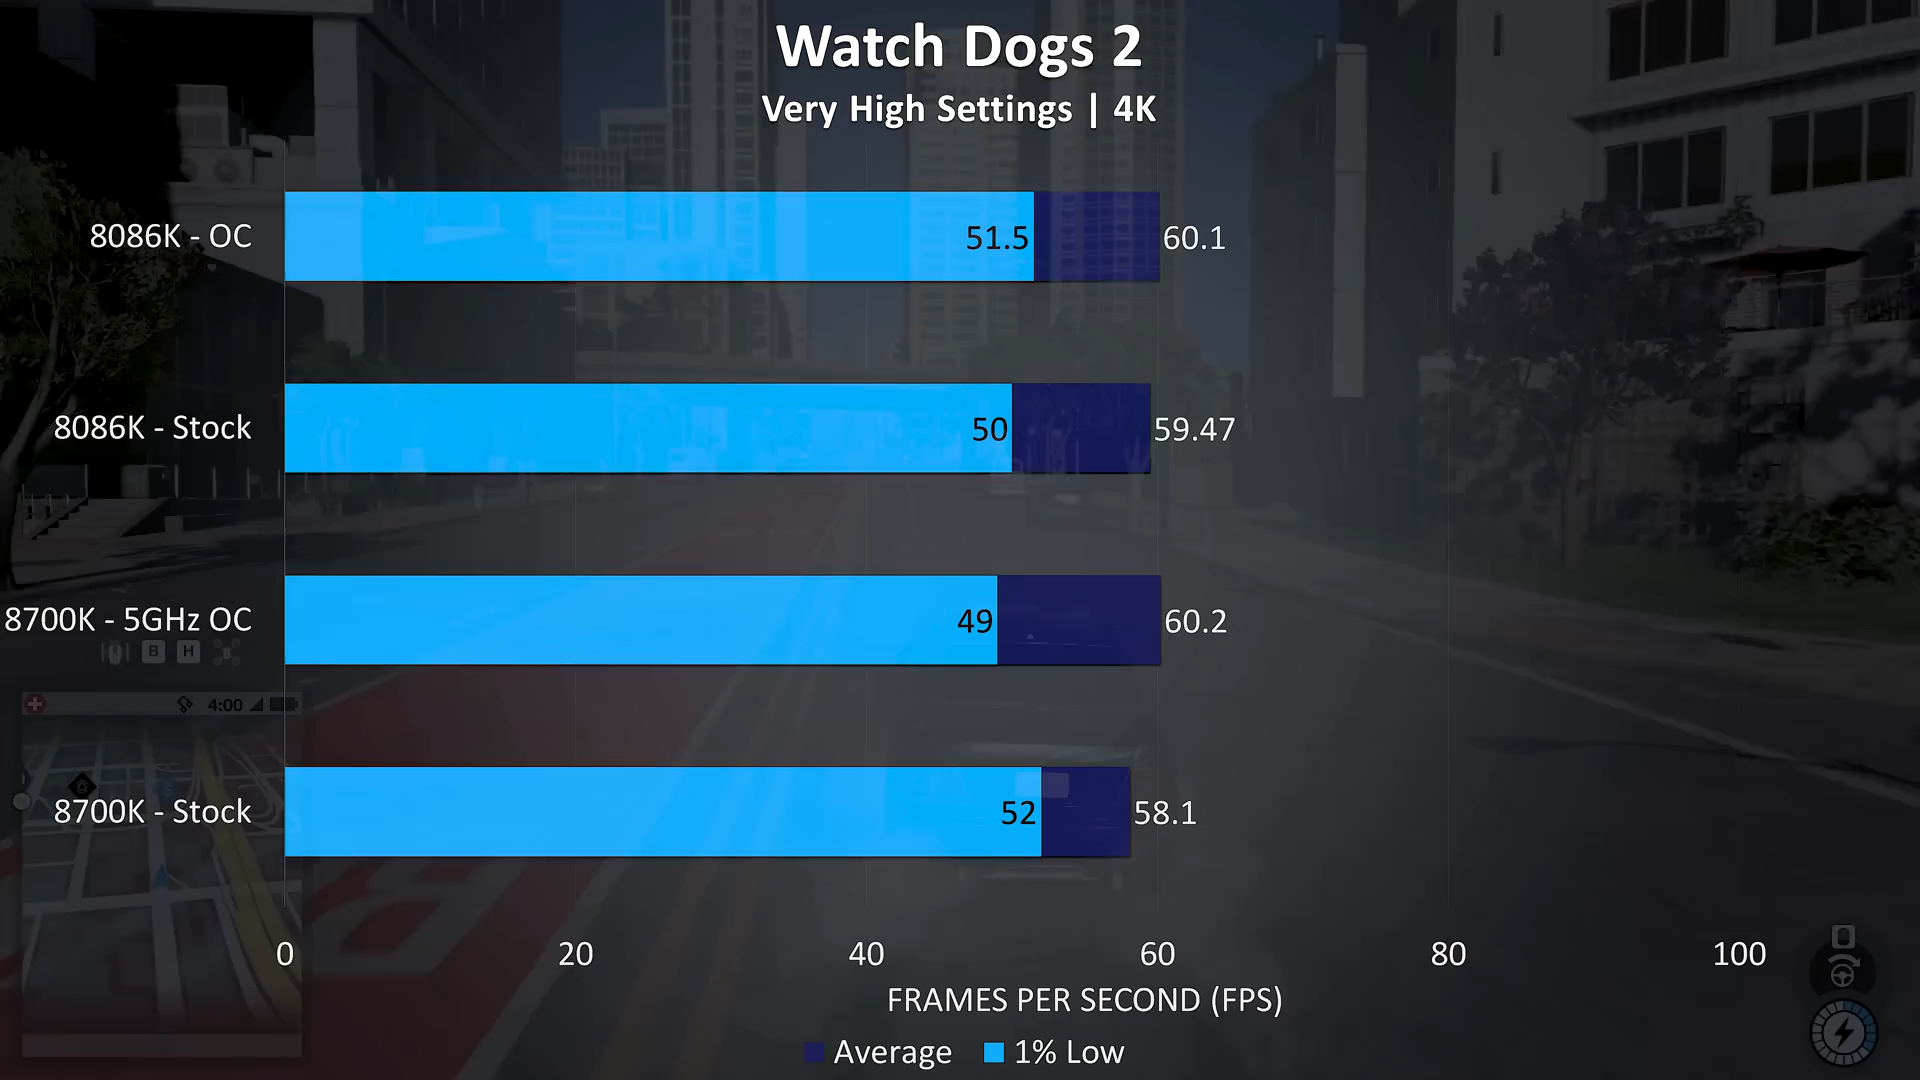 Watch Dogs 2
Very High Settings | 4K
8086K - OC
51.5
60.1
8086K - Stock
50
59.47
8700K - 5GHz OC
49
60.2
B
H
4:00
8700K - Stock
52
58.1
0
20
40
60
80
100
FRAMES PER SECOND (FPS)
Average
1% Low